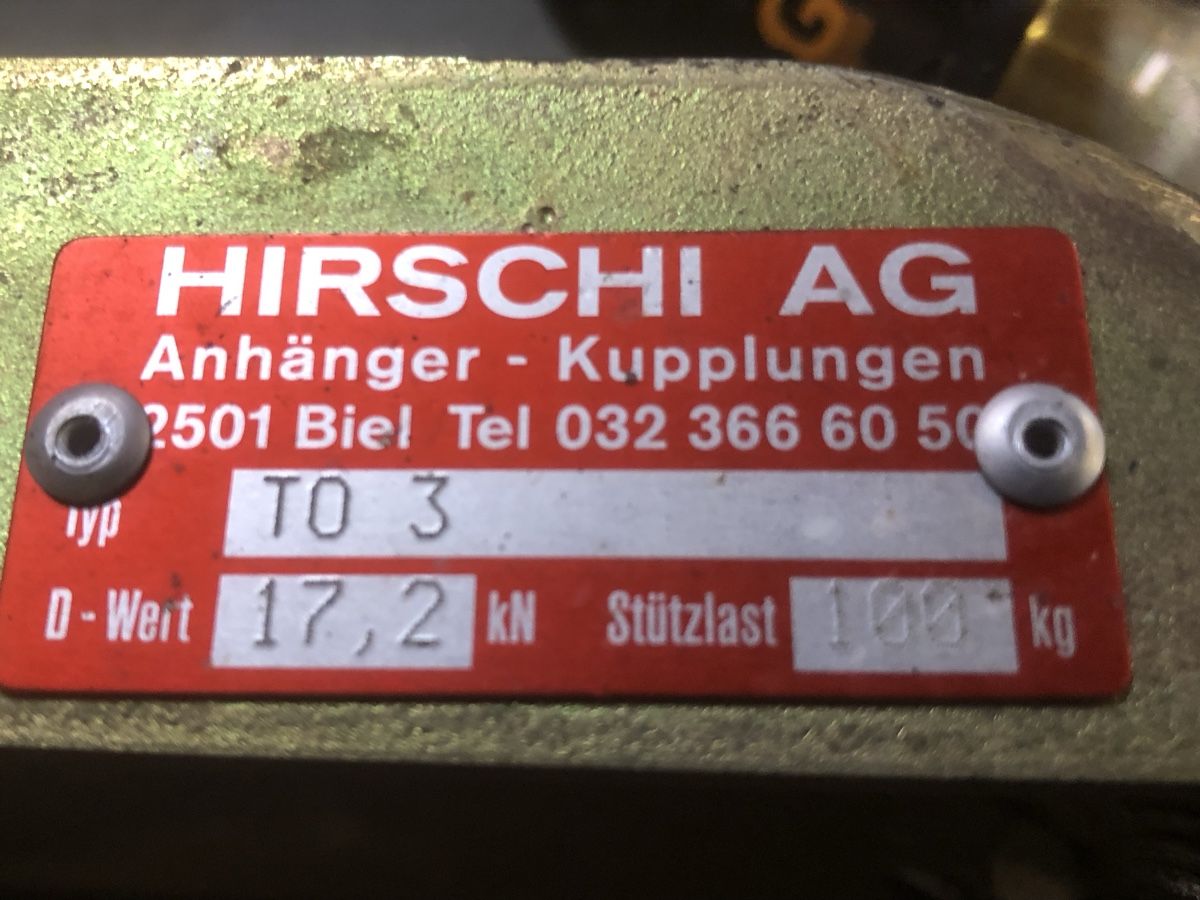 HIRSCHI AG
Anhänger - Kupplungen
2501 Biel Tel 032 366 60 50
Typ TO 3
D - Wert 17,2 kN Stützlast 100 kg